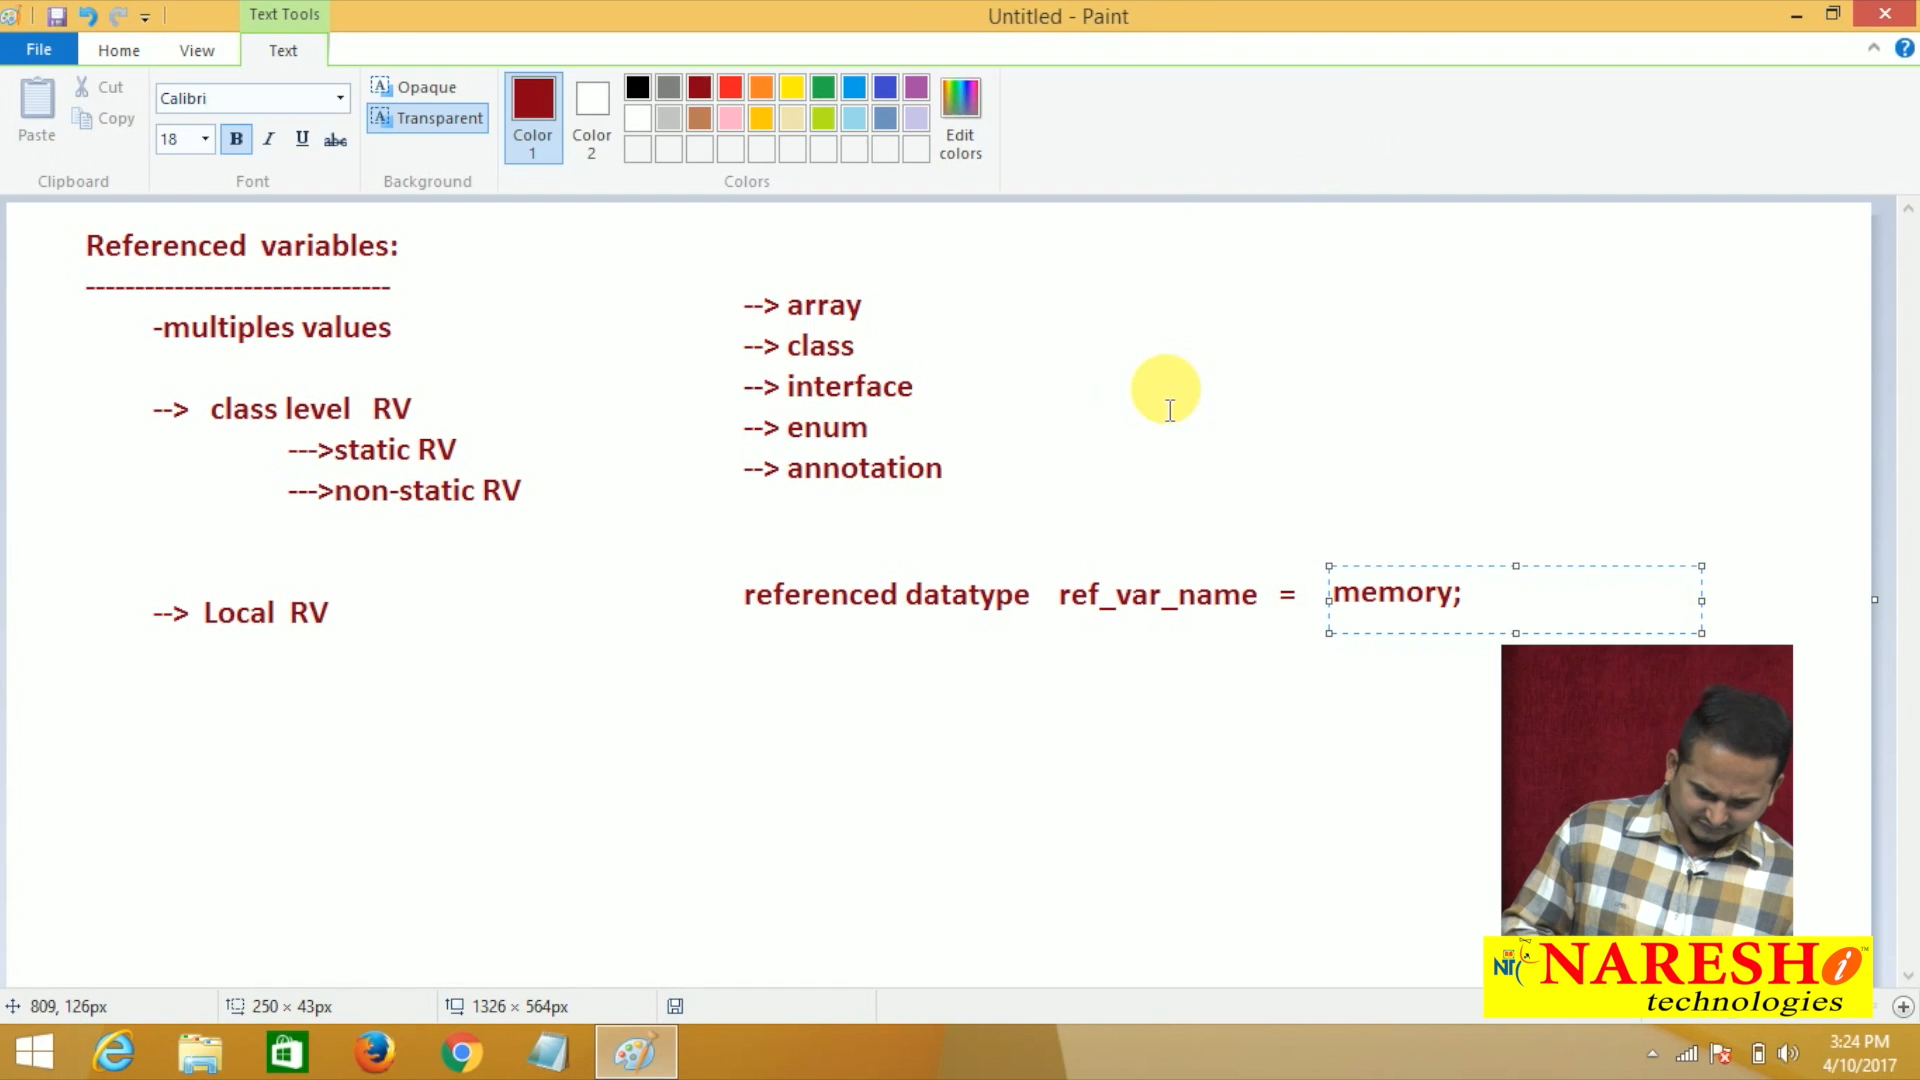 Text Tools
Untitled - Paint
File
Home
View
Text
Paste
Cut
Copy
Clipboard
Calibri
18
B
I
U
abc
Font
Opaque
Transparent
Background
Color
1
Color
2
Edit
colors
Colors
Referenced variables:
-------------------------------
-multiples values
--> class level RV
--->static RV
--->non-static RV
--> Local RV
--> array
--> class
--> interface
--> enum
--> annotation
referenced datatype ref_var_name = memory;
NARESH i
technologies
809, 126px
250 × 43px
1326 × 564px
3:24 PM
4/10/2017